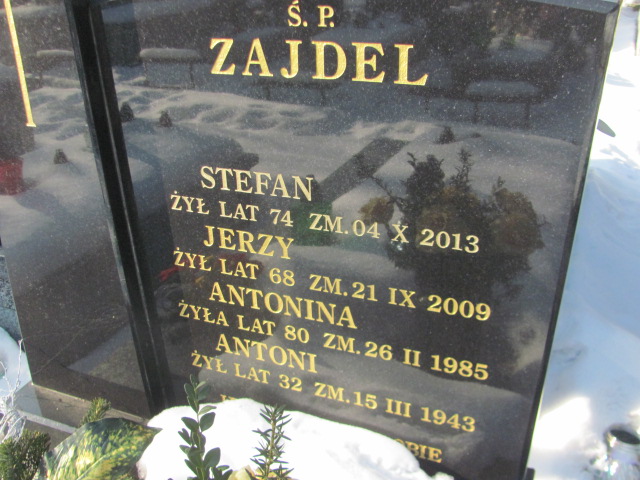 Ś. P.
ZAJDEL
STEFAN
ŻYŁ LAT 74 ZM. 04 X 2013
JERZY
ŻYŁ LAT 68 ZM. 21 IX 2009
ANTONINA
ŻYŁA LAT 80 ZM. 26 II 1985
ANTONI
ŻYŁ LAT 32 ZM. 15 III 1943